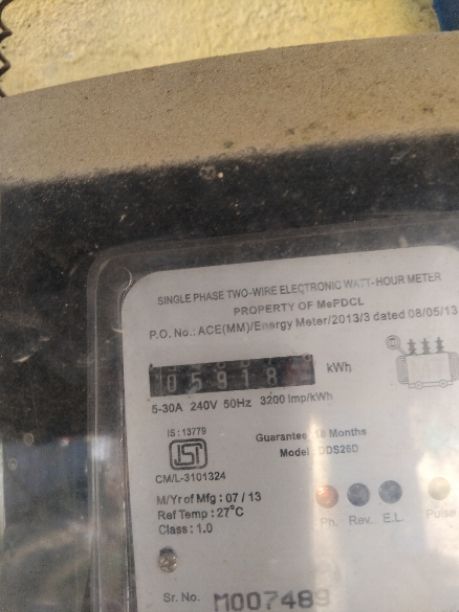 SINGLE PHASE TWO-WIRE ELECTRONIC WATT-HOUR METER
PROPERTY OF MePDCL
P.O. No.: ACE(MM)/Energy Meter/2013/3 dated 08/05/13
05918 kWh
5-30A 240V 50Hz 3200 Imp/kWh
IS : 13779
Guarantee: 18 Months
Model: DDS26D
CM/L-3101324
M/Yr of Mfg : 07 / 13
Ref Temp : 27°C
Class : 1.0
Ph. Rev. E.L. Pulse
Sr. No. M007489